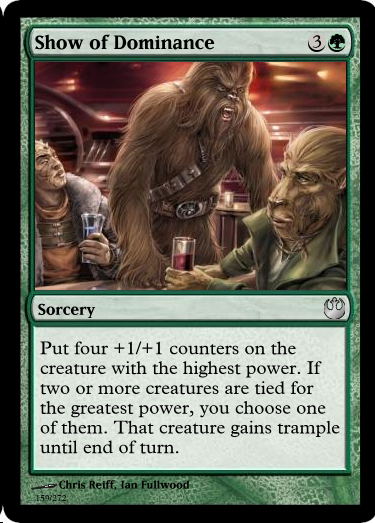 Show of Dominance 3
Sorcery
Put four +1/+1 counters on the
creature with the highest power. If
two or more creatures are tied for
the greatest power, you choose one
of them. That creature gains trample
until end of turn.
Chris Reiff, Ian Fullwood
159/272